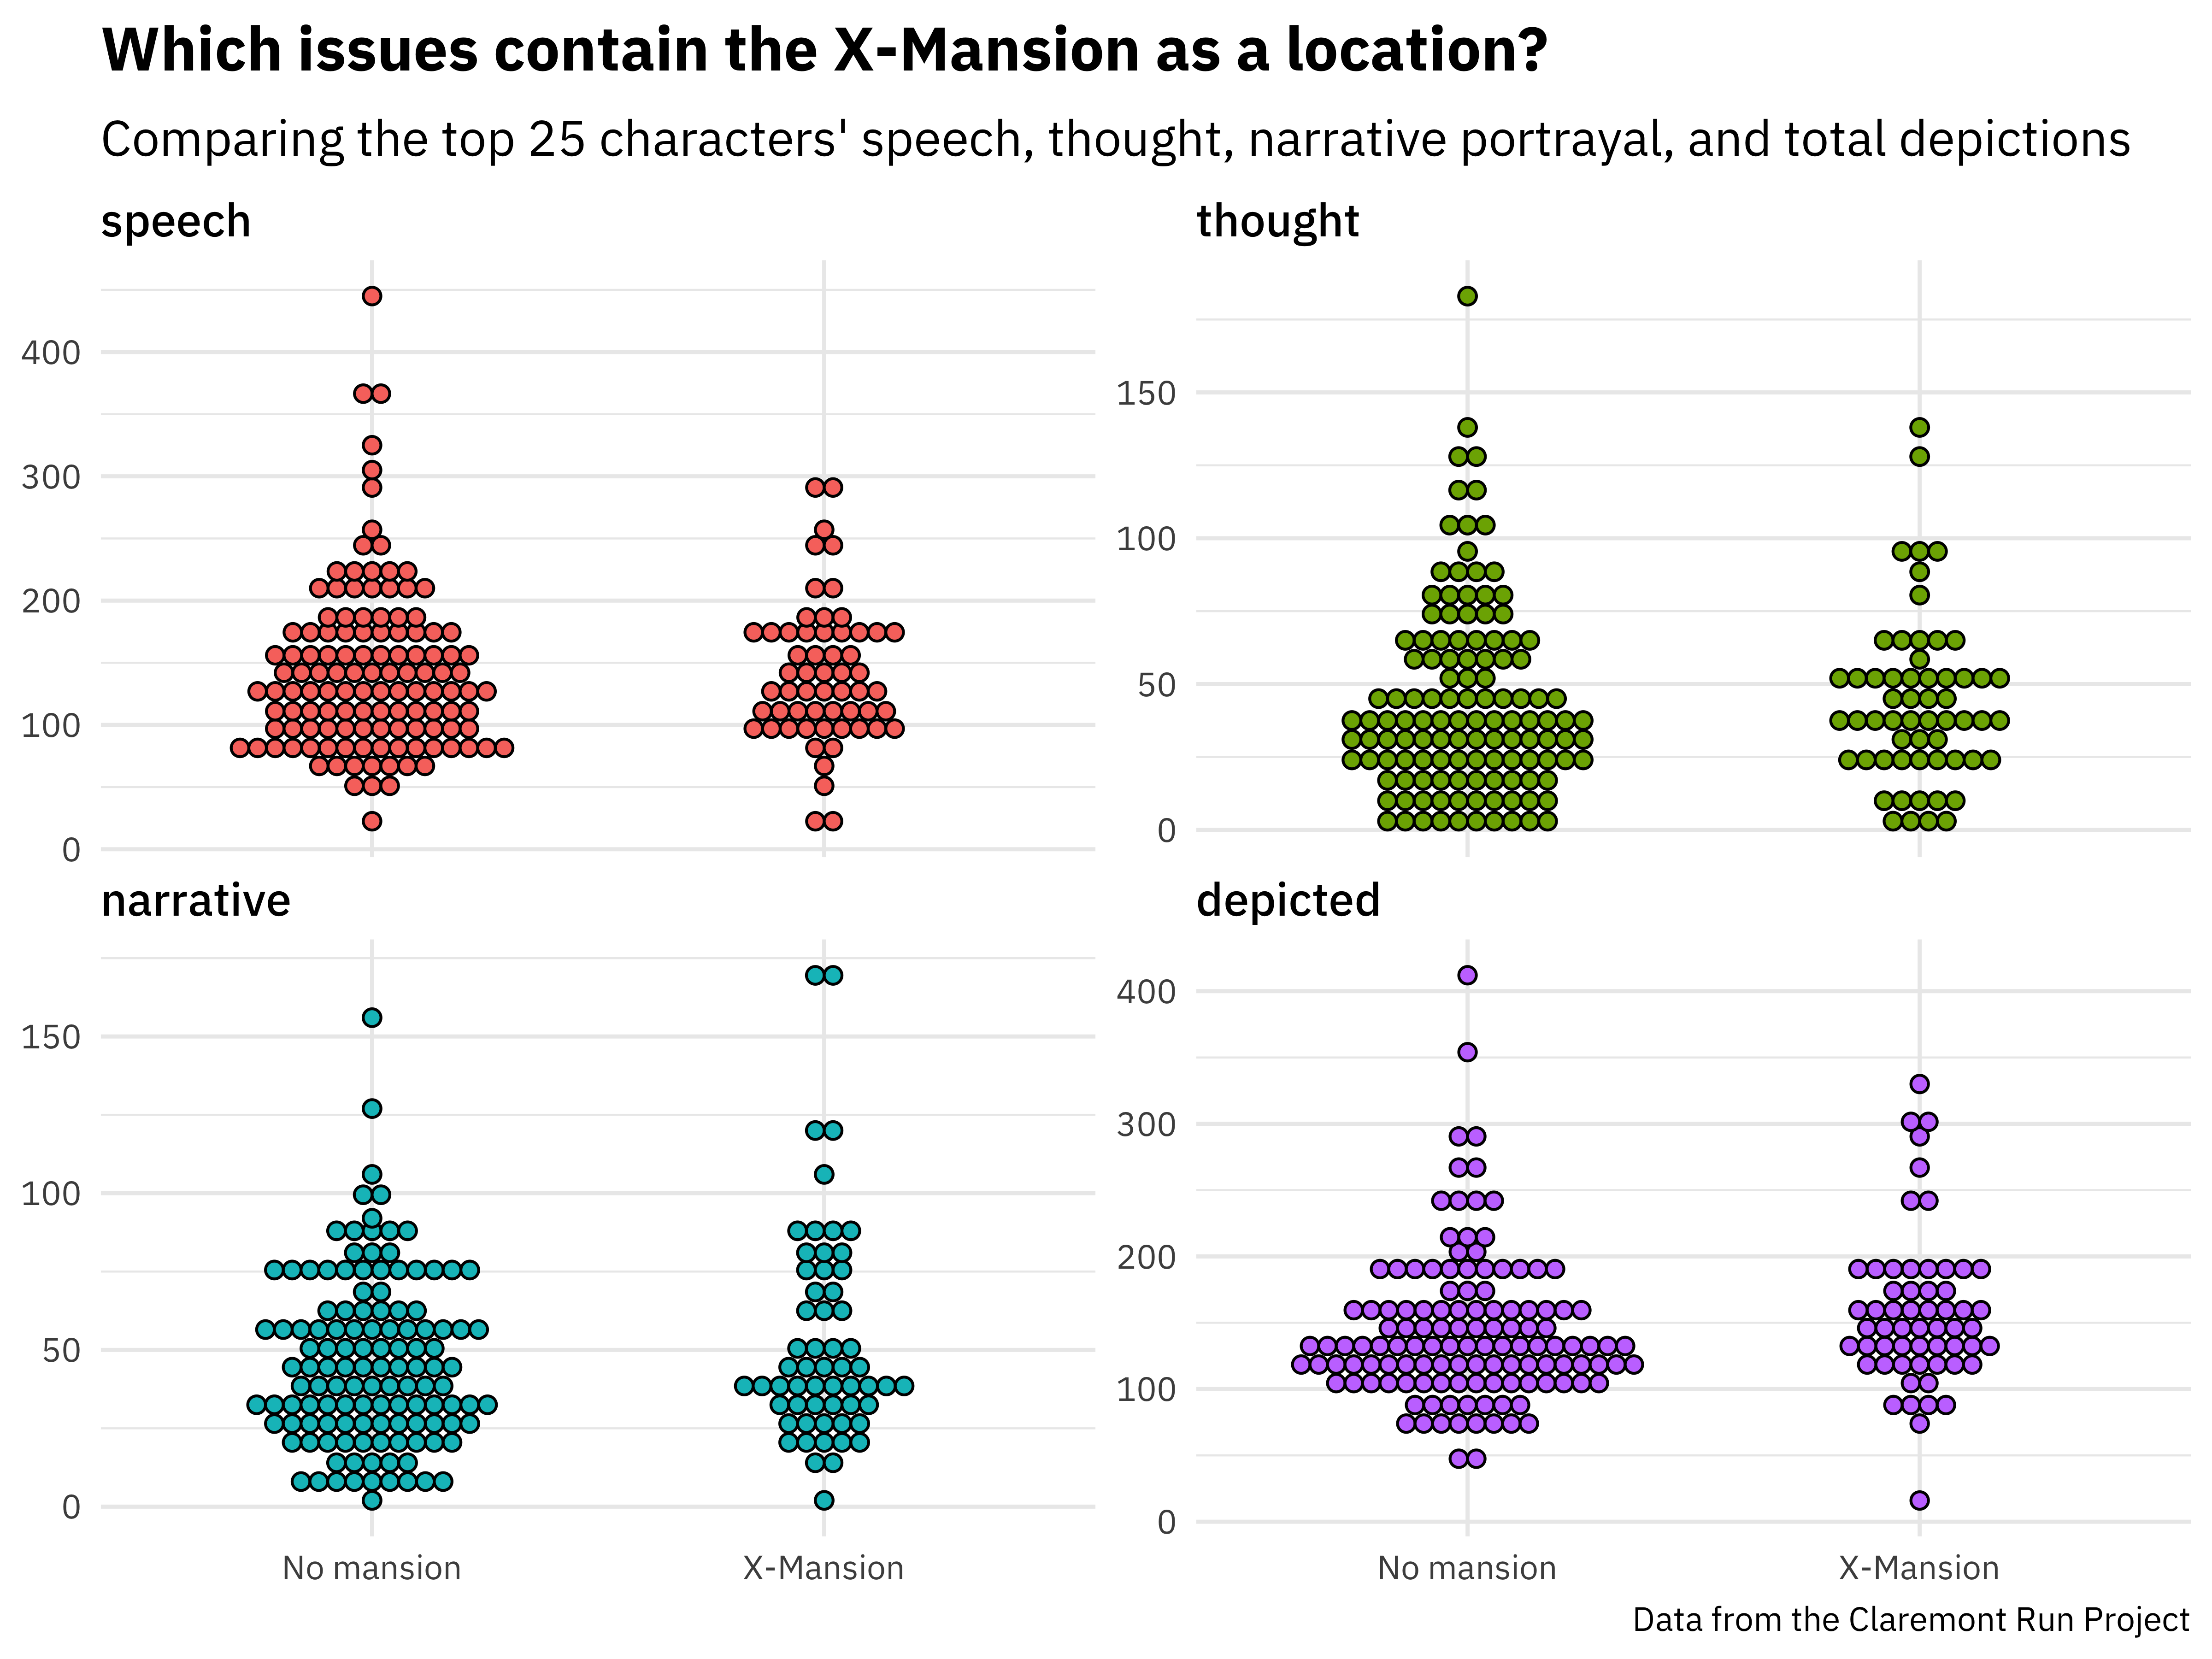 Which issues contain the X-Mansion as a location?
Comparing the top 25 characters' speech, thought, narrative portrayal, and total depictions
speech
400
300
200
100
0
thought
150
100
50
0
narrative
150
100
50
0
No mansion
X-Mansion
depicted
400
300
200
100
0
No mansion
X-Mansion
Data from the Claremont Run Project